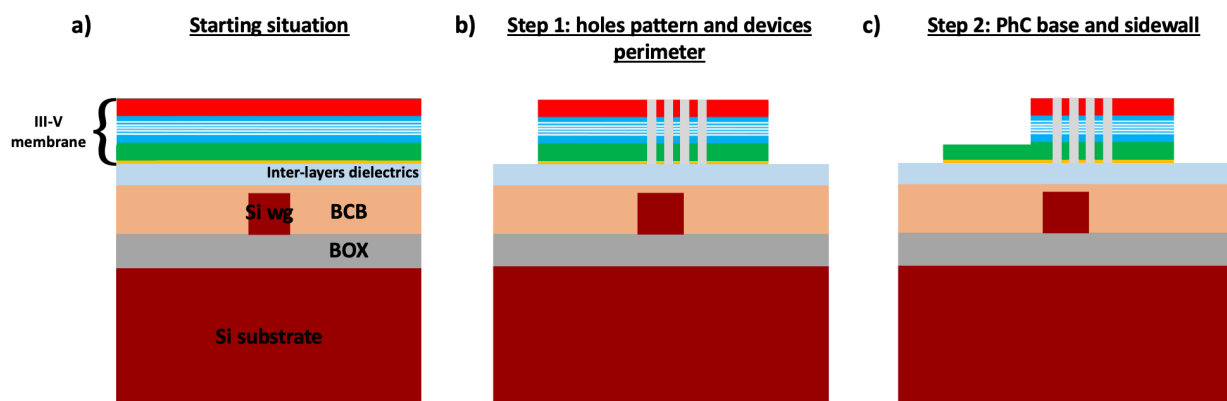 a) Starting situation
b) Step 1: holes pattern and devices
perimeter
c) Step 2: PhC base and sidewall
III-V
membrane
Inter-layers dielectrics
Si wg BCB
BOX
Si substrate